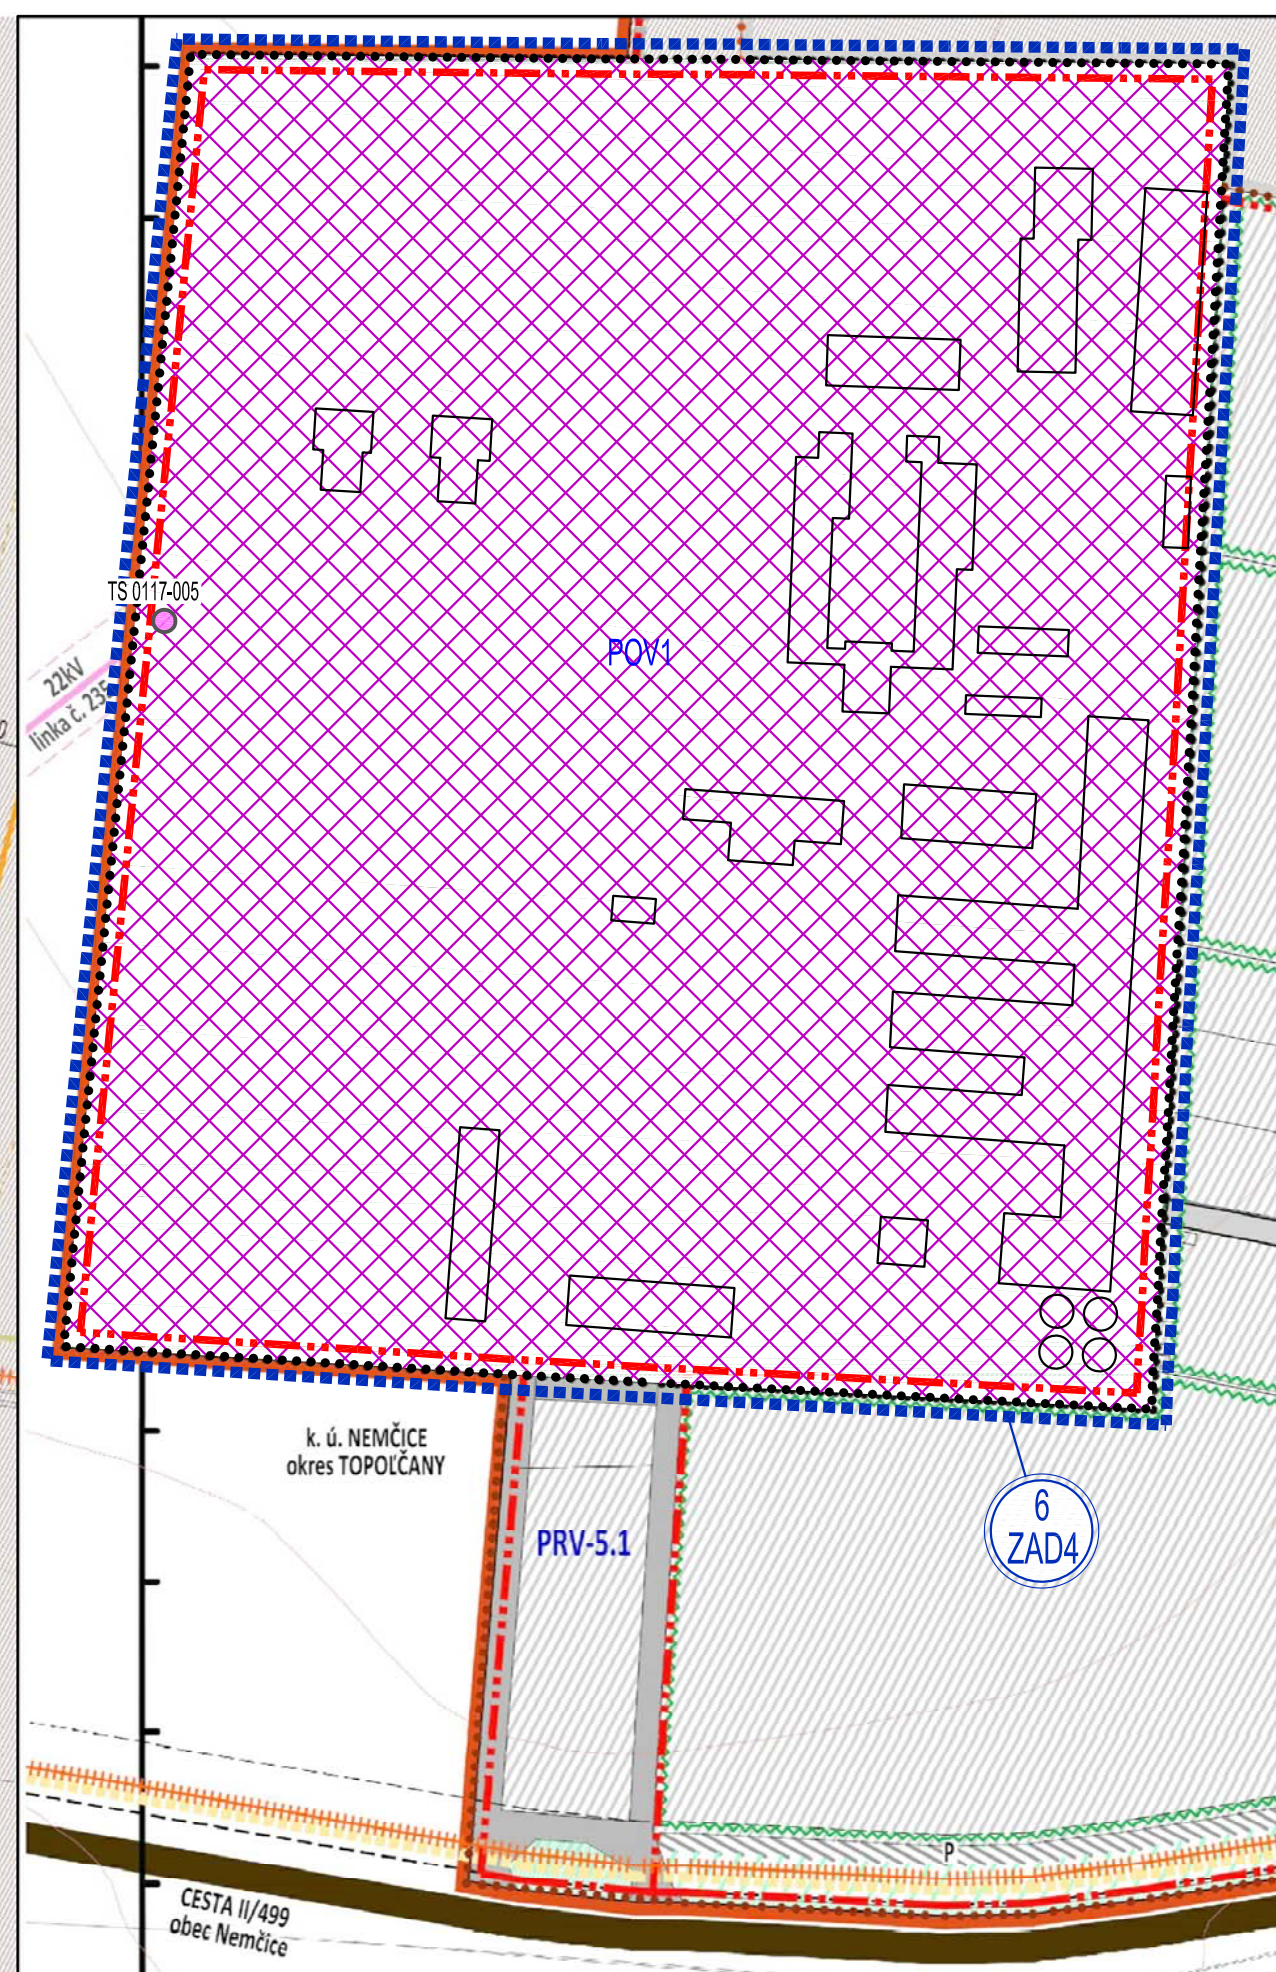 TS 0117-005
22kV
linka č. 235
POV1
k. ú. NEMČICE
okres TOPOĽČANY
6
ZAD4
PRV-5.1
P
CESTA II/499
obec Nemčice